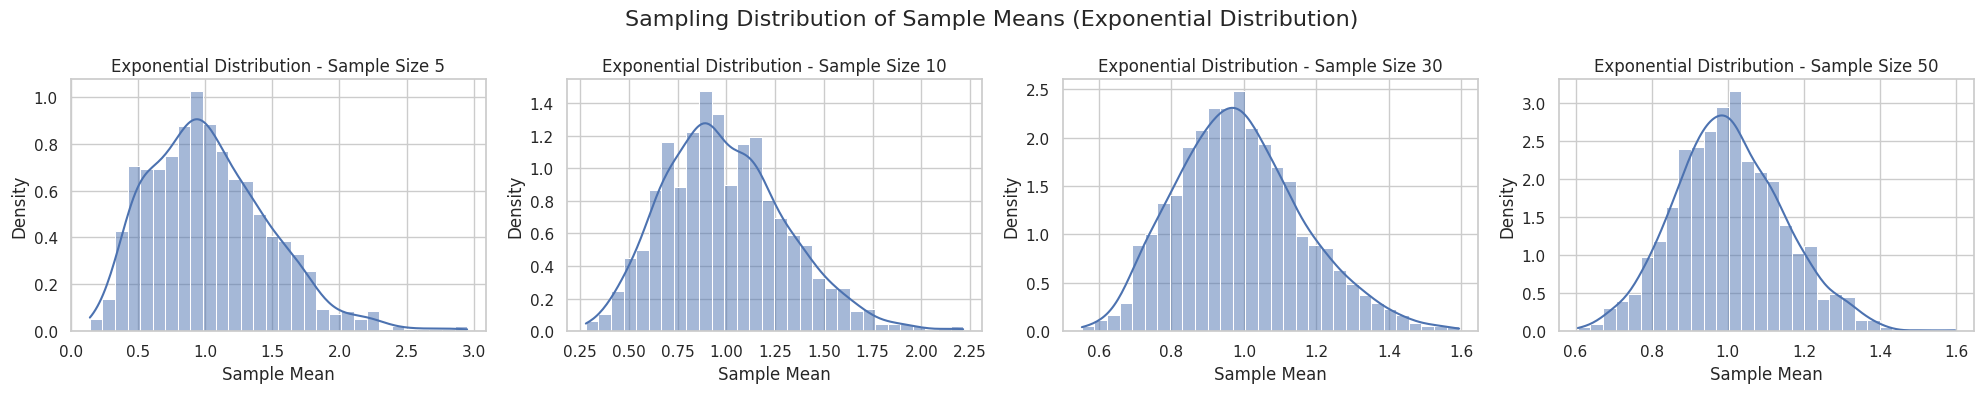 Sampling Distribution of Sample Means (Exponential Distribution)
Exponential Distribution - Sample Size 5
1.0
0.8
0.6
0.4
0.2
0.0
Density
0.0 0.5 1.0 1.5 2.0 2.5 3.0
Sample Mean
Exponential Distribution - Sample Size 10
1.4
1.2
1.0
0.8
0.6
0.4
0.2
0.0
Density
0.25 0.50 0.75 1.00 1.25 1.50 1.75 2.00 2.25
Sample Mean
Exponential Distribution - Sample Size 30
2.5
2.0
1.5
1.0
0.5
0.0
Density
0.6 0.8 1.0 1.2 1.4 1.6
Sample Mean
Exponential Distribution - Sample Size 50
3.0
2.5
2.0
1.5
1.0
0.5
0.0
Density
0.6 0.8 1.0 1.2 1.4 1.6
Sample Mean